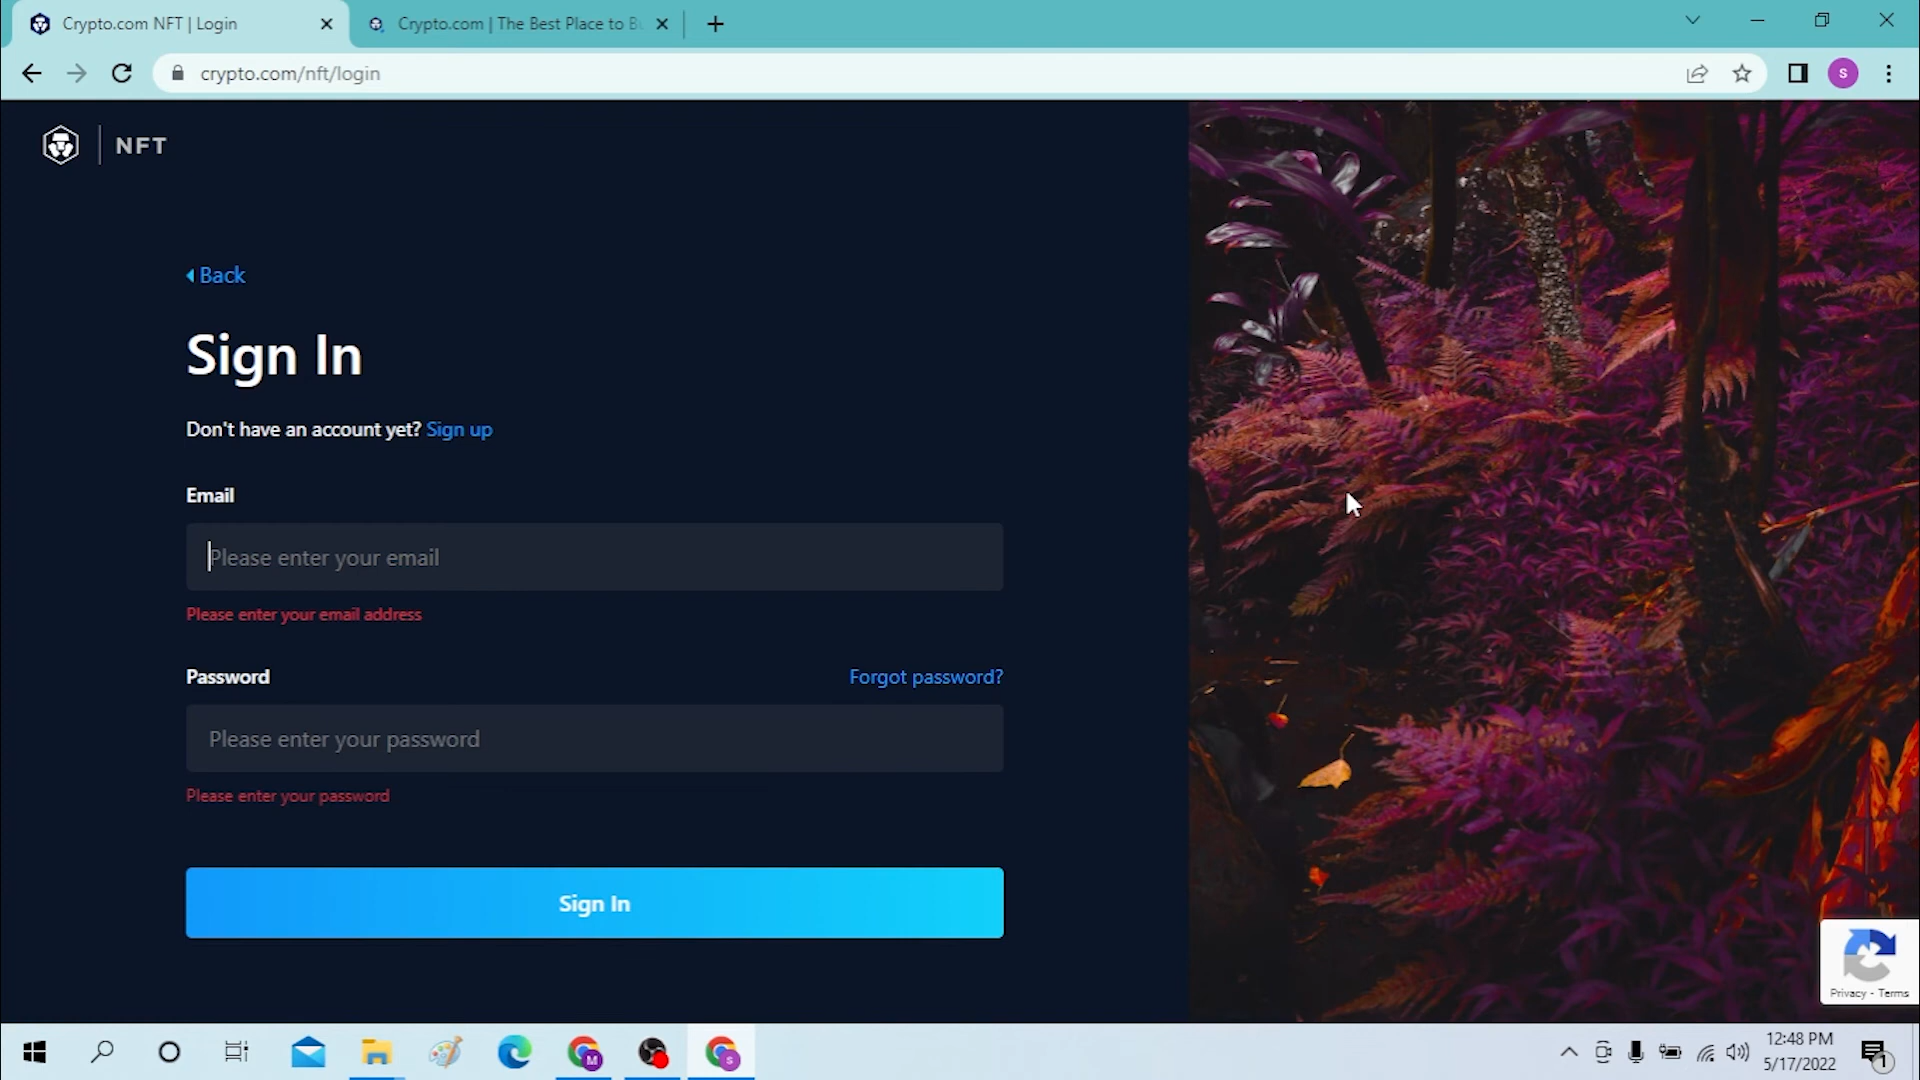 Crypto.com NFT | Login
Crypto.com | The Best Place to B
crypto.com/nft/login
S
NFT
Back
Sign In
Don't have an account yet? Sign up
Email
Please enter your email
Please enter your email address
Password
Forgot password?
Please enter your password
Please enter your password
Sign In
Privacy - Terms
M
S
12:48 PM
5/17/2022
1